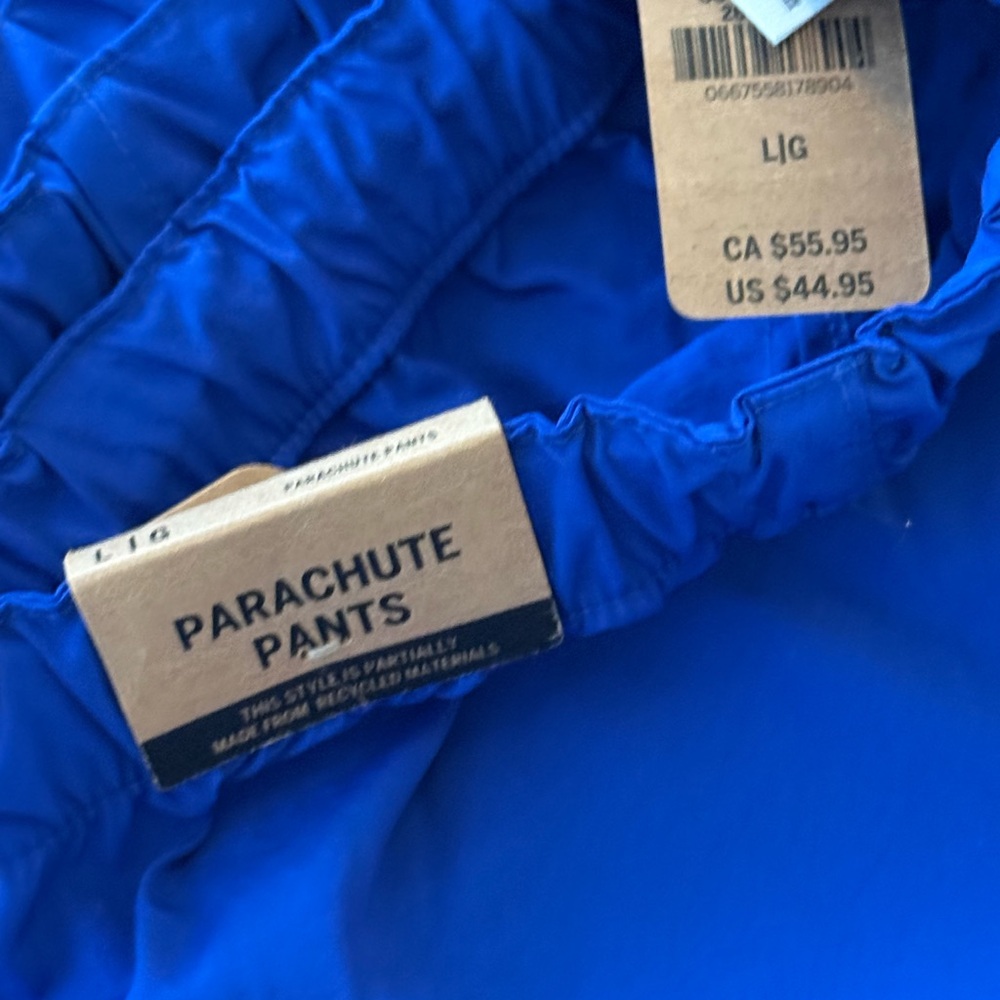 0667558178904
L|G
CA $55.95
US $44.95
PARACHUTE PANTS
L | G
PARACHUTE
PANTS
THIS STYLE IS PARTIALLY
MADE FROM RECYCLED MATERIALS